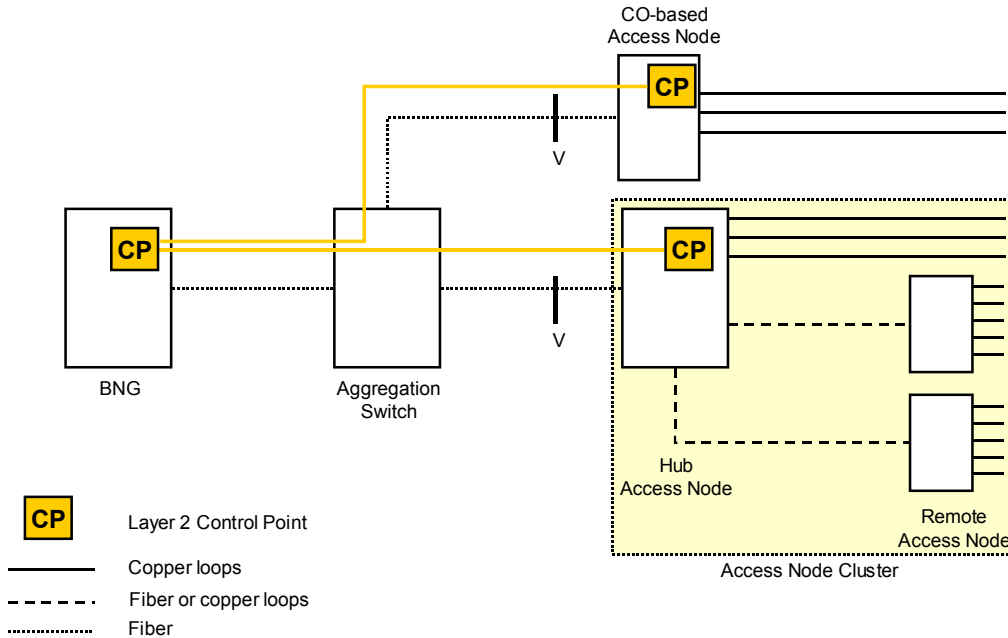 CO-based
Access Node
CP
V
CP
CP
V
BNG
Aggregation
Switch
Hub
Access Node
Remote
Access Node
Access Node Cluster
CP
Layer 2 Control Point
Copper loops
Fiber or copper loops
Fiber